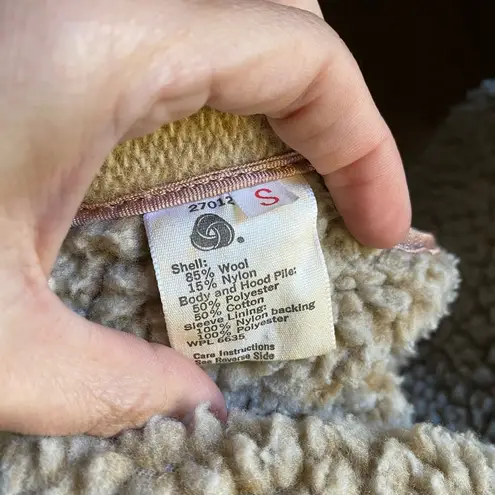 27012
S
Shell:
85% Wool
15% Nylon
Body and Hood Pile:
50% Polyester
50% Cotton
Sleeve Lining:
100% Nylon backing
100% Polyester
WPL 6635
Care Instructions
See Reverse Side